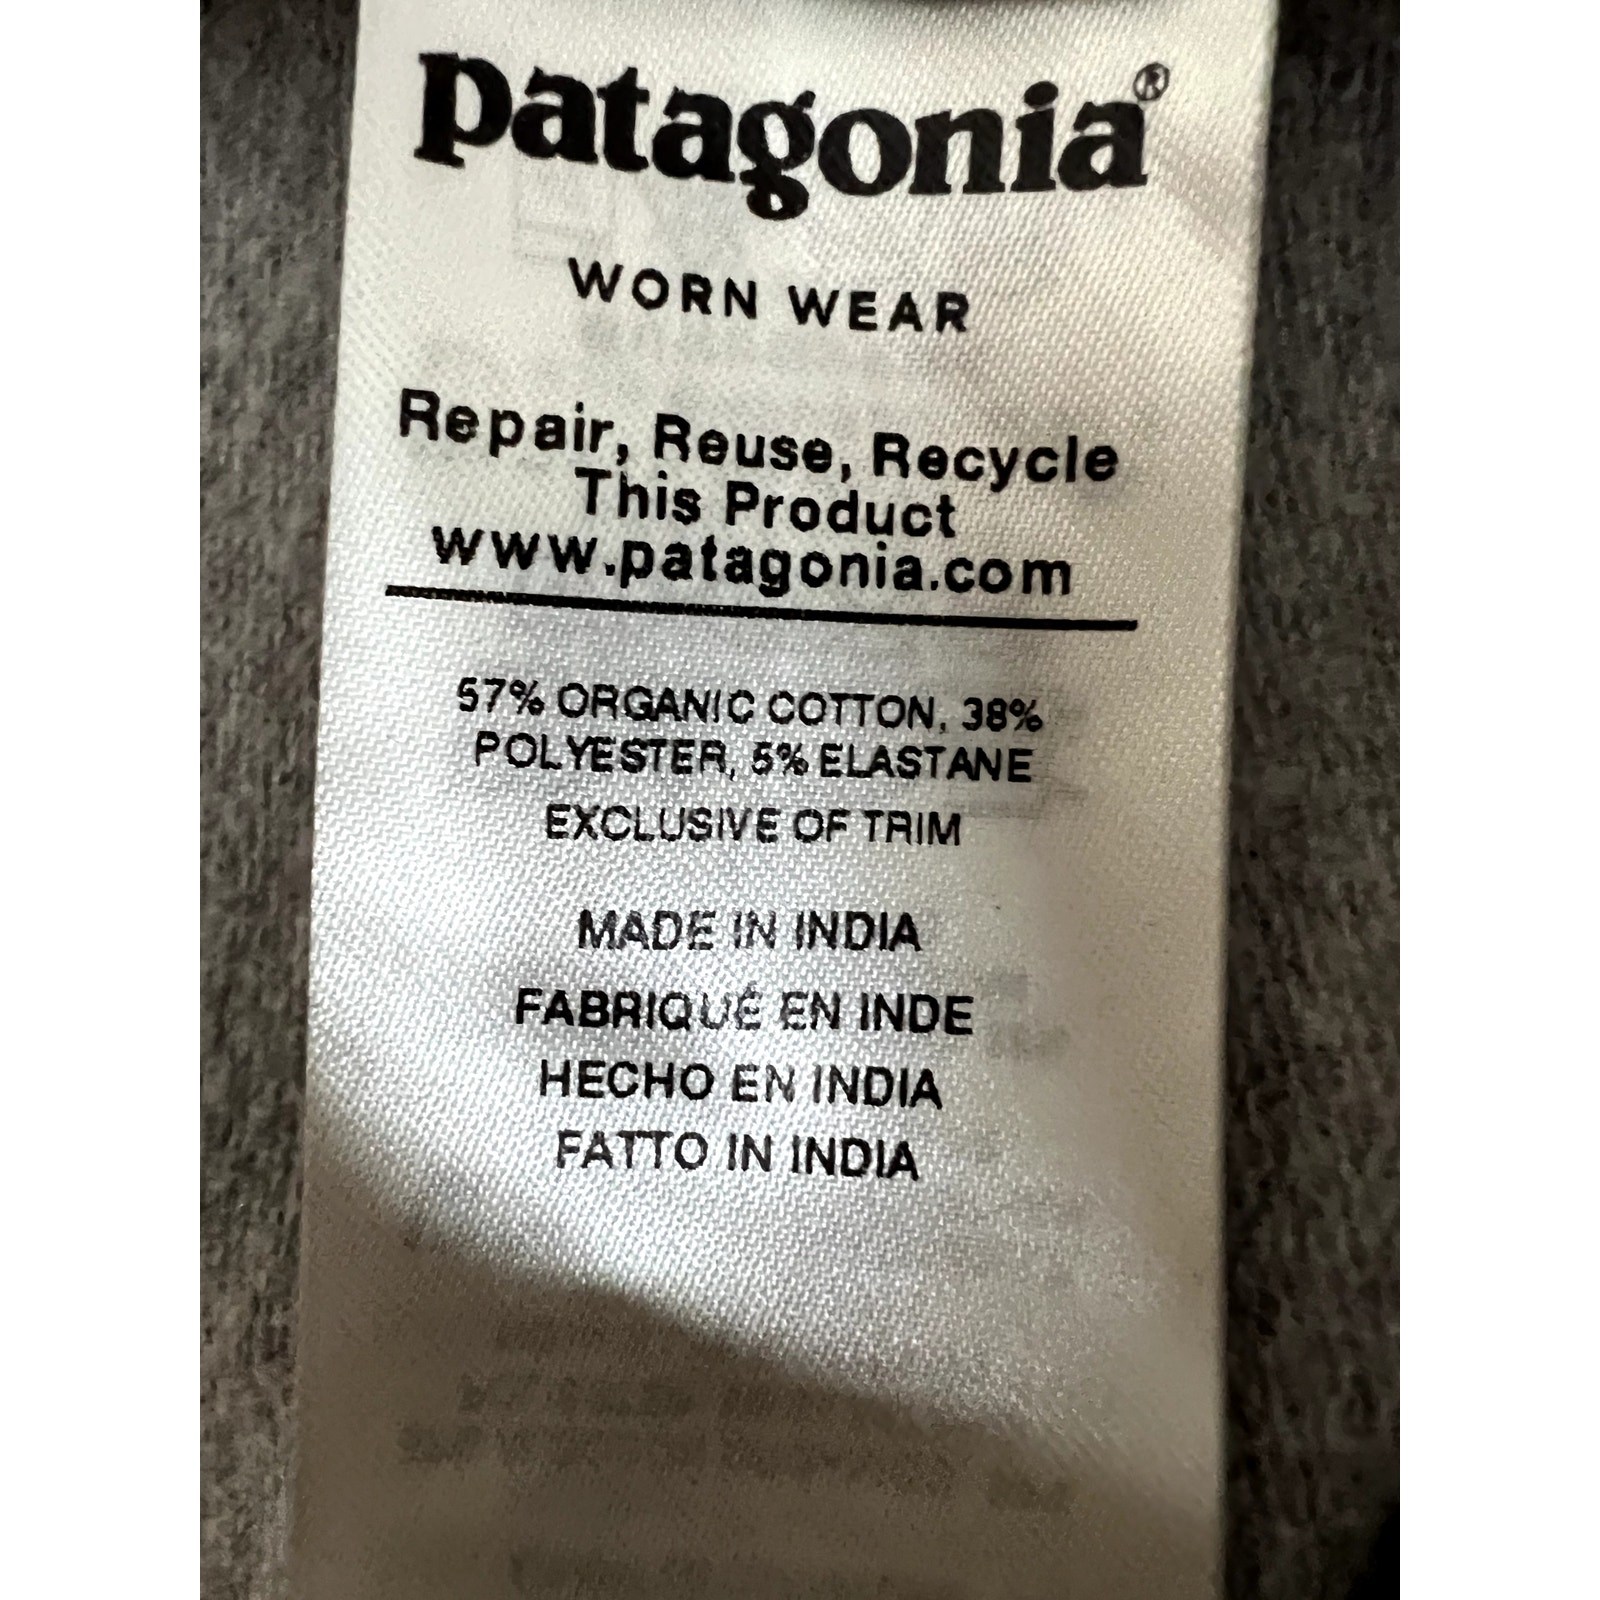 patagonia®
WORN WEAR
Repair, Reuse, Recycle
This Product
www.patagonia.com
57% ORGANIC COTTON, 38%
POLYESTER, 5% ELASTANE
EXCLUSIVE OF TRIM
MADE IN INDIA
FABRIQUÉ EN INDE
HECHO EN INDIA
FATTO IN INDIA